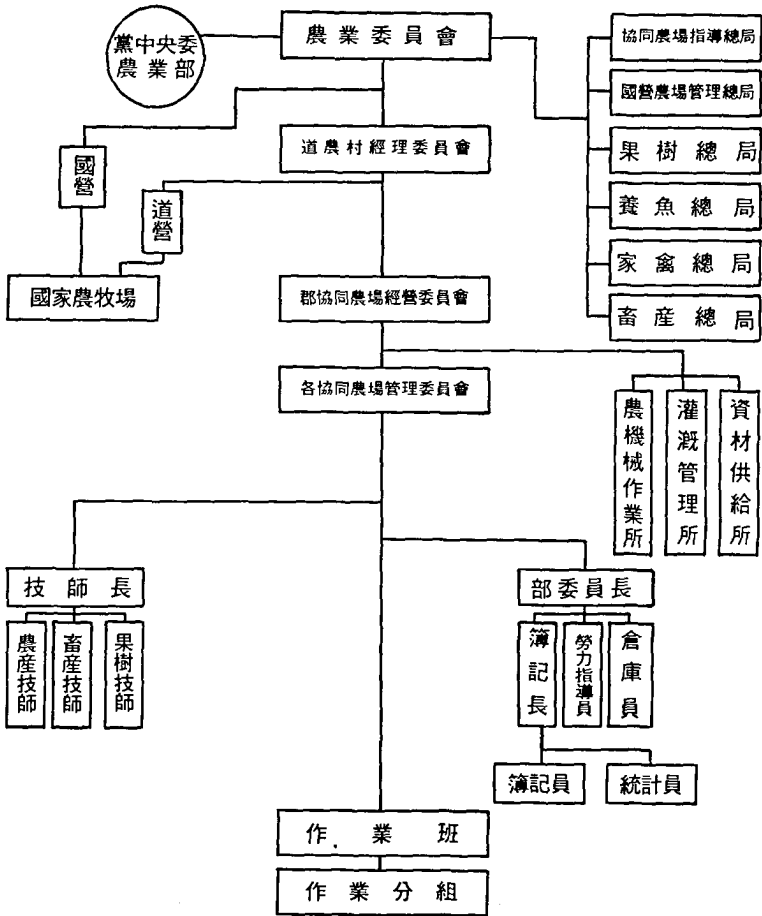 黨中央委
農業部
農業委員會
協同農場指導總局
國營農場管理總局
果樹總局
養魚總局
家禽總局
畜産總局
道農村經理委員會
國營
道營
國家農牧場
郡協同農場經營委員會
各協同農場管理委員會
農機械作業所
灌漑管理所
資材供給所
技師長
農産技師
畜産技師
果樹技師
部委員長
簿記長
勞力指導員
倉庫員
簿記員
統計員
作業班
作業分組